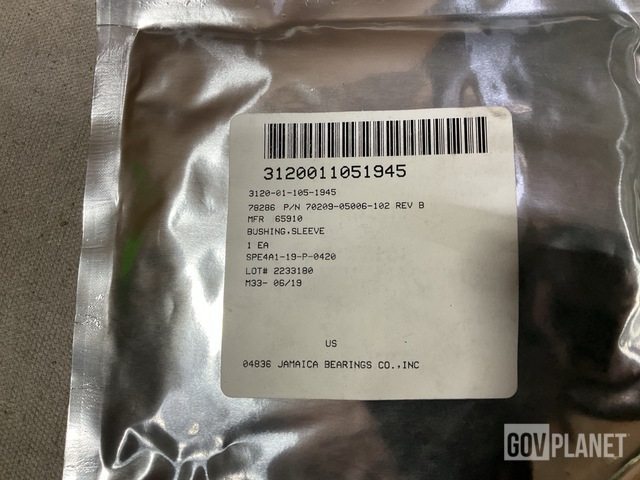 3120011051945
3120-01-105-1945
78286 P/N 70209-05006-102 REV B
MFR 65910
BUSHING,SLEEVE
1 EA
SPE4A1-19-P-0420
LOT# 2233180
M33- 06/19
US
04836 JAMAICA BEARINGS CO.,INC
GOVPLANET